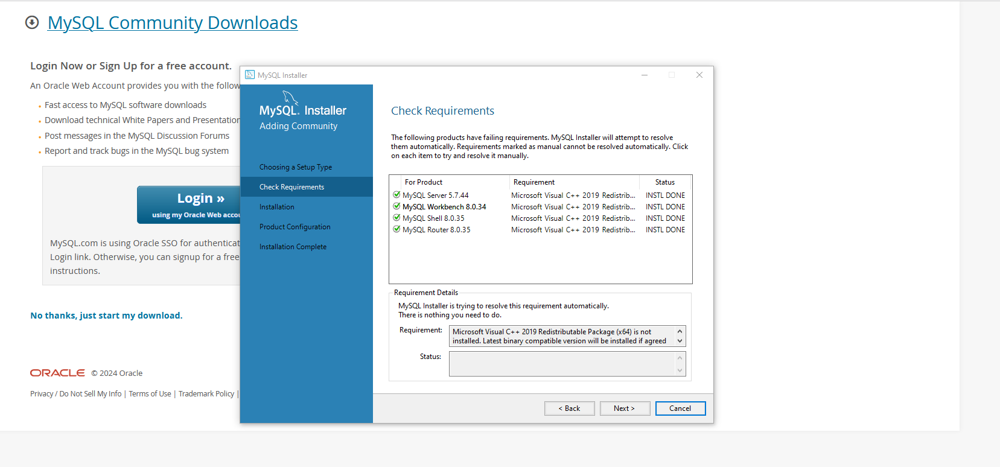 MySQL Community Downloads
Login Now or Sign Up for a free account.
An Oracle Web Account provides you with the
Fast access to MySQL software downloads
Download technical White Papers and
Post messages in the MySQL Discussion Forums
Report and track bugs in the MySQL bug system
Login »
using my Oracle Web
MySQL.com is using Oracle SSO for
Login link. Otherwise, you can signup for a free
instructions.
No thanks, just start my download.
ORACLE © 2024 Oracle
Privacy / Do Not Sell My Info | Terms of Use | Trademark Policy |
MySQL Installer
MySQL. Installer
Adding Community
Choosing a Setup Type
Check Requirements
Installation
Product Configuration
Installation Complete
Check Requirements
The following products have failing requirements. MySQL Installer will attempt to resolve
them automatically. Requirements marked as manual cannot be resolved automatically. Click
on each item to try and resolve it manually.
For Product Requirement Status
MySQL Server 5.7.44 Microsoft Visual C++ 2019 Redistrib... INSTL DONE
MySQL Workbench 8.0.34 Microsoft Visual C++ 2019 Redistrib... INSTL DONE
MySQL Shell 8.0.35 Microsoft Visual C++ 2019 Redistrib... INSTL DONE
MySQL Router 8.0.35 Microsoft Visual C++ 2019 Redistrib... INSTL DONE
Requirement Details
MySQL Installer is trying to resolve this requirement automatically.
There is nothing you need to do.
Requirement: Microsoft Visual C++ 2019 Redistributable Package (x64) is not
installed. Latest binary compatible version will be installed if agreed
Status:
< Back Next > Cancel